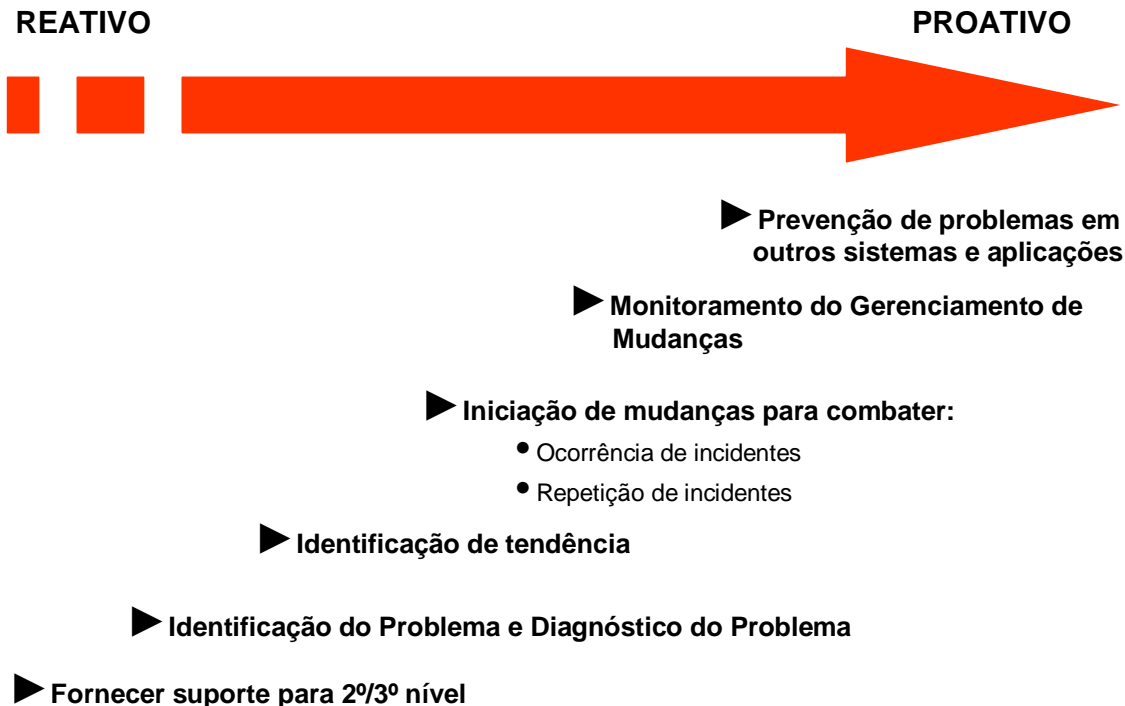 REATIVO PROATIVO
► Prevenção de problemas em
outros sistemas e aplicações
► Monitoramento do Gerenciamento de
Mudanças
► Iniciação de mudanças para combater:
• Ocorrência de incidentes
• Repetição de incidentes
► Identificação de tendência
► Identificação do Problema e Diagnóstico do Problema
► Fornecer suporte para 2º/3º nível